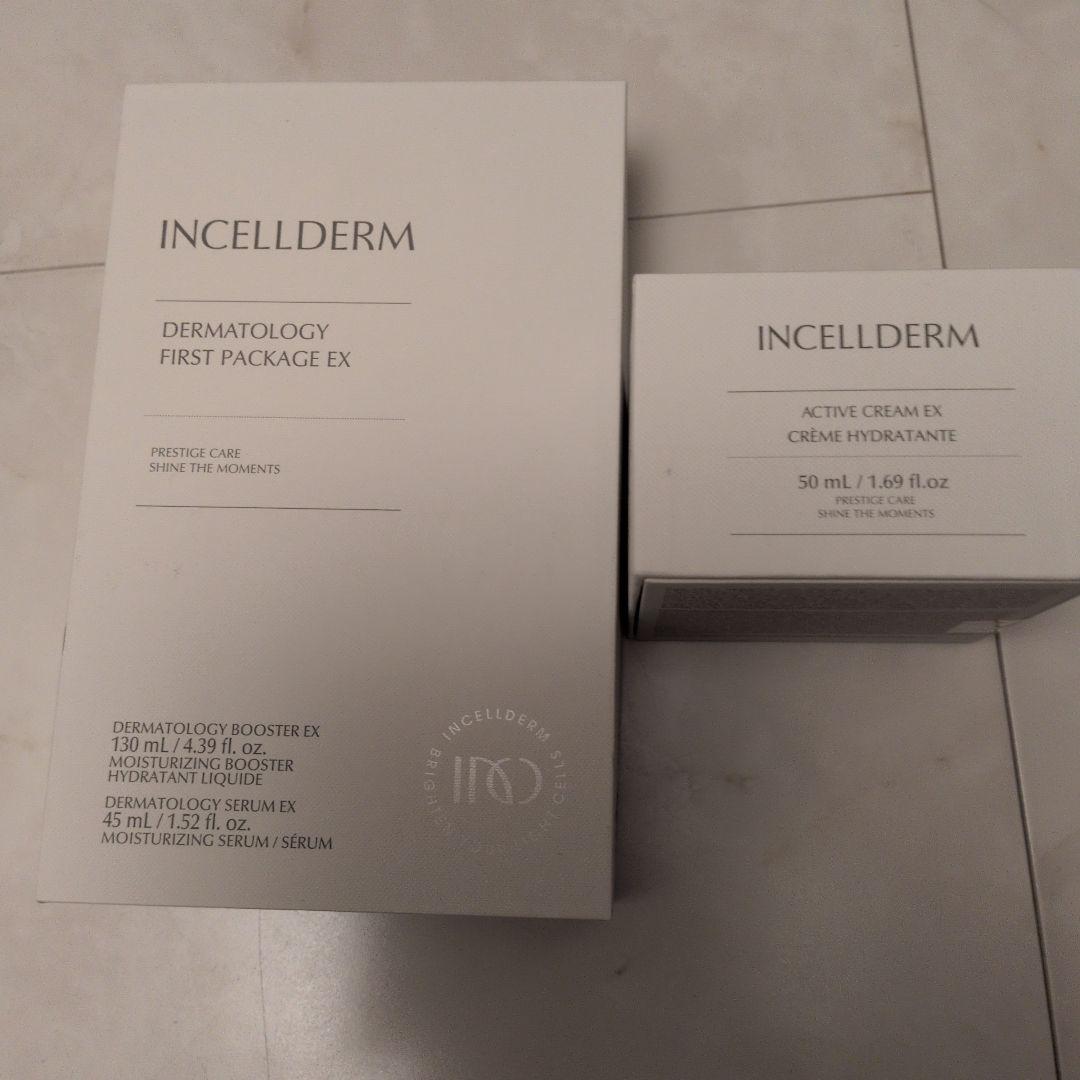 INCELLDERM
DERMATOLOGY
FIRST PACKAGE EX
PRESTIGE CARE
SHINE THE MOMENTS
DERMATOLOGY BOOSTER EX
130 mL / 4.39 fl. oz.
MOISTURIZING BOOSTER
HYDRATANT LIQUIDE
DERMATOLOGY SERUM EX
45 mL / 1.52 fl. oz.
MOISTURIZING SERUM / SÉRUM
INCELLDERM
INCELLDERM
ACTIVE CREAM EX
CRÈME HYDRATANTE
50 mL / 1.69 fl.oz
PRESTIGE CARE
SHINE THE MOMENTS